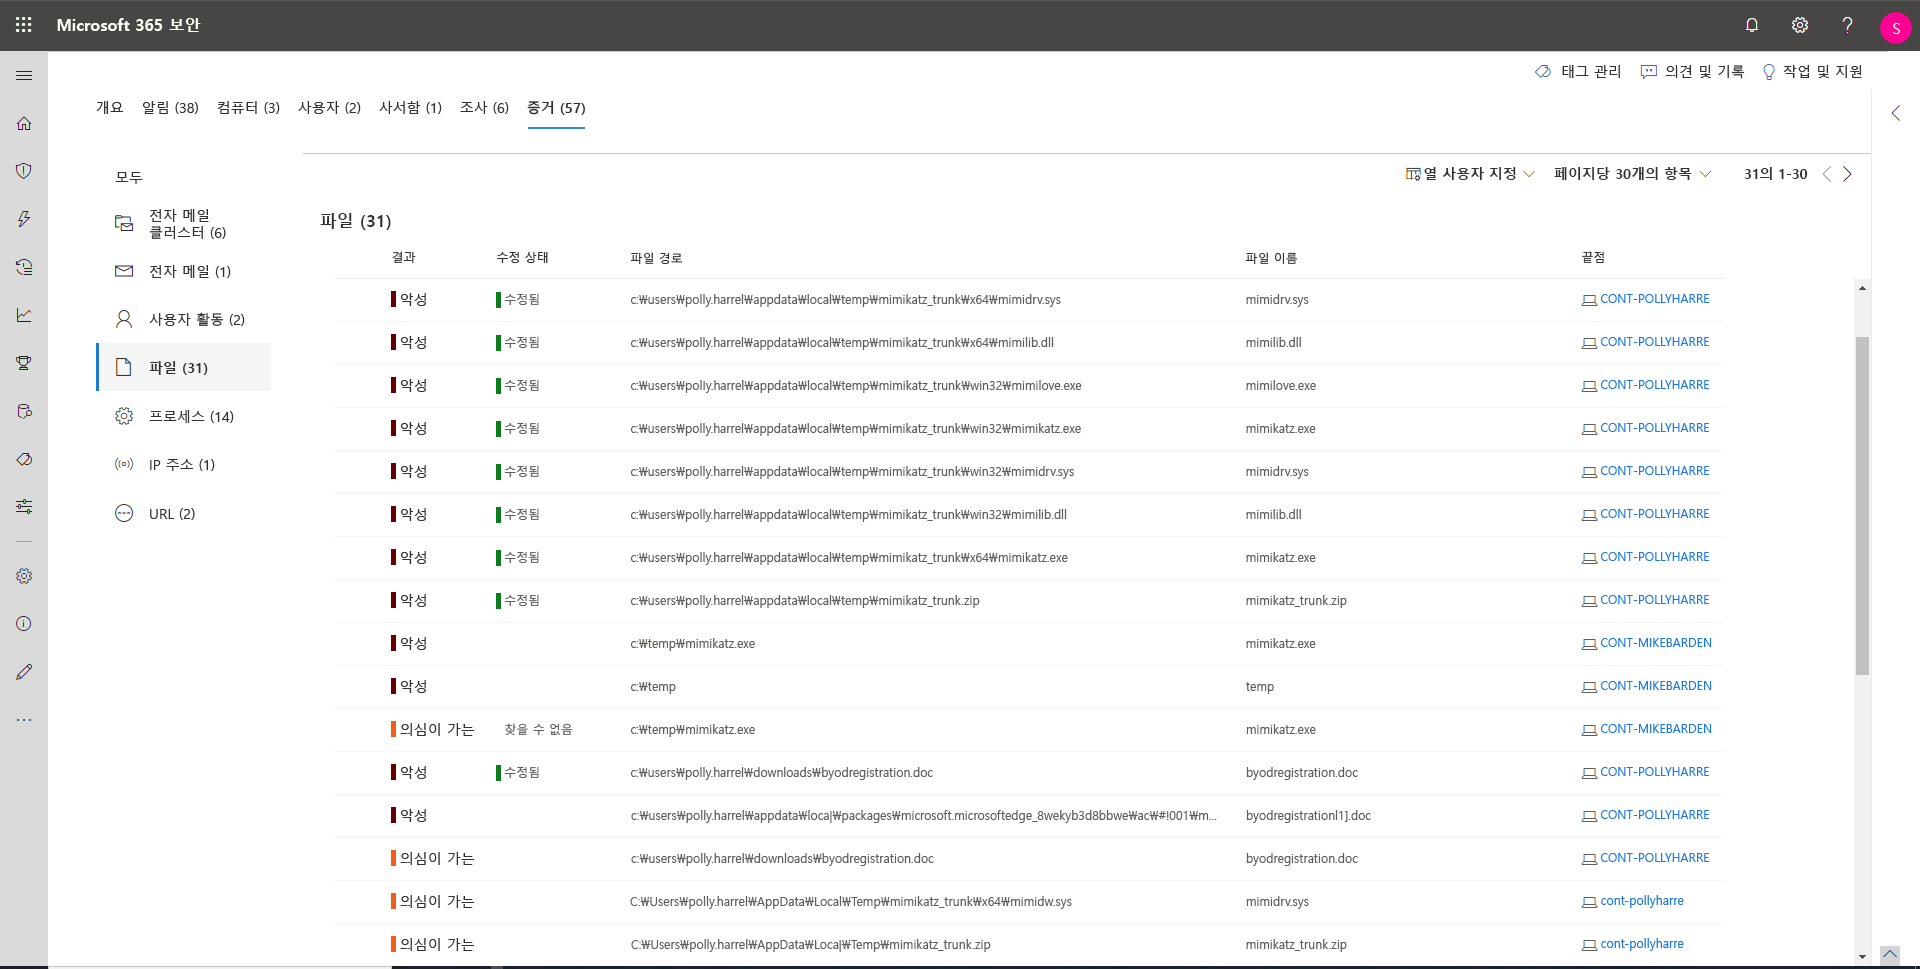 Microsoft 365 보안
S
태그 관리 의견 및 기록 작업 및 지원
개요 알림 (38) 컴퓨터 (3) 사용자 (2) 사서함 (1) 조사 (6) 증거 (57)
모두
전자 메일
클러스터 (6)
전자 메일 (1)
사용자 활동 (2)
파일 (31)
프로세스 (14)
IP 주소 (1)
URL (2)
열 사용자 지정 페이지당 30개의 항목 31의 1-30
파일 (31)
결과 수정 상태 파일 경로 파일 이름 끝점
악성 수정됨 c:₩users₩polly.harrel₩appdata₩local₩temp₩mimikatz_trunk₩x64₩mimidrv.sys mimidrv.sys CONT-POLLYHARRE
악성 수정됨 c:₩users₩polly.harrel₩appdata₩local₩temp₩mimikatz_trunk₩x64₩mimilib.dll mimilib.dll CONT-POLLYHARRE
악성 수정됨 c:₩users₩polly.harrel₩appdata₩local₩temp₩mimikatz_trunk₩win32₩mimilove.exe mimilove.exe CONT-POLLYHARRE
악성 수정됨 c:₩users₩polly.harrel₩appdata₩local₩temp₩mimikatz_trunk₩win32₩mimikatz.exe mimikatz.exe CONT-POLLYHARRE
악성 수정됨 c:₩users₩polly.harrel₩appdata₩local₩temp₩mimikatz_trunk₩win32₩mimidrv.sys mimidrv.sys CONT-POLLYHARRE
악성 수정됨 c:₩users₩polly.harrel₩appdata₩local₩temp₩mimikatz_trunk₩win32₩mimilib.dll mimilib.dll CONT-POLLYHARRE
악성 수정됨 c:₩users₩polly.harrel₩appdata₩local₩temp₩mimikatz_trunk₩x64₩mimikatz.exe mimikatz.exe CONT-POLLYHARRE
악성 수정됨 c:₩users₩polly.harrel₩appdata₩local₩temp₩mimikatz_trunk.zip mimikatz_trunk.zip CONT-POLLYHARRE
악성 c:₩temp₩mimikatz.exe mimikatz.exe CONT-MIKEBARDEN
악성 c:₩temp temp CONT-MIKEBARDEN
의심이 가는 찾을 수 없음 c:₩temp₩mimikatz.exe mimikatz.exe CONT-MIKEBARDEN
악성 수정됨 c:₩users₩polly.harrel₩downloads₩byodregistration.doc byodregistration.doc CONT-POLLYHARRE
악성 c:₩users₩polly.harrel₩appdata₩loca|₩packages₩microsoft.microsoftedge_8wekyb3d8bbwe₩ac₩#!001₩m... byodregistrationl1].doc CONT-POLLYHARRE
의심이 가는 c:₩users₩polly.harrel₩downloads₩byodregistration.doc byodregistration.doc CONT-POLLYHARRE
의심이 가는 C:₩Users₩polly.harrel₩AppData₩Local₩Temp₩mimikatz_trunk₩x64₩mimidw.sys mimidrv.sys cont-pollyharre
의심이 가는 C:₩Users₩polly.harrel₩AppData₩Loca|₩Temp₩mimikatz_trunk.zip mimikatz_trunk.zip cont-pollyharre